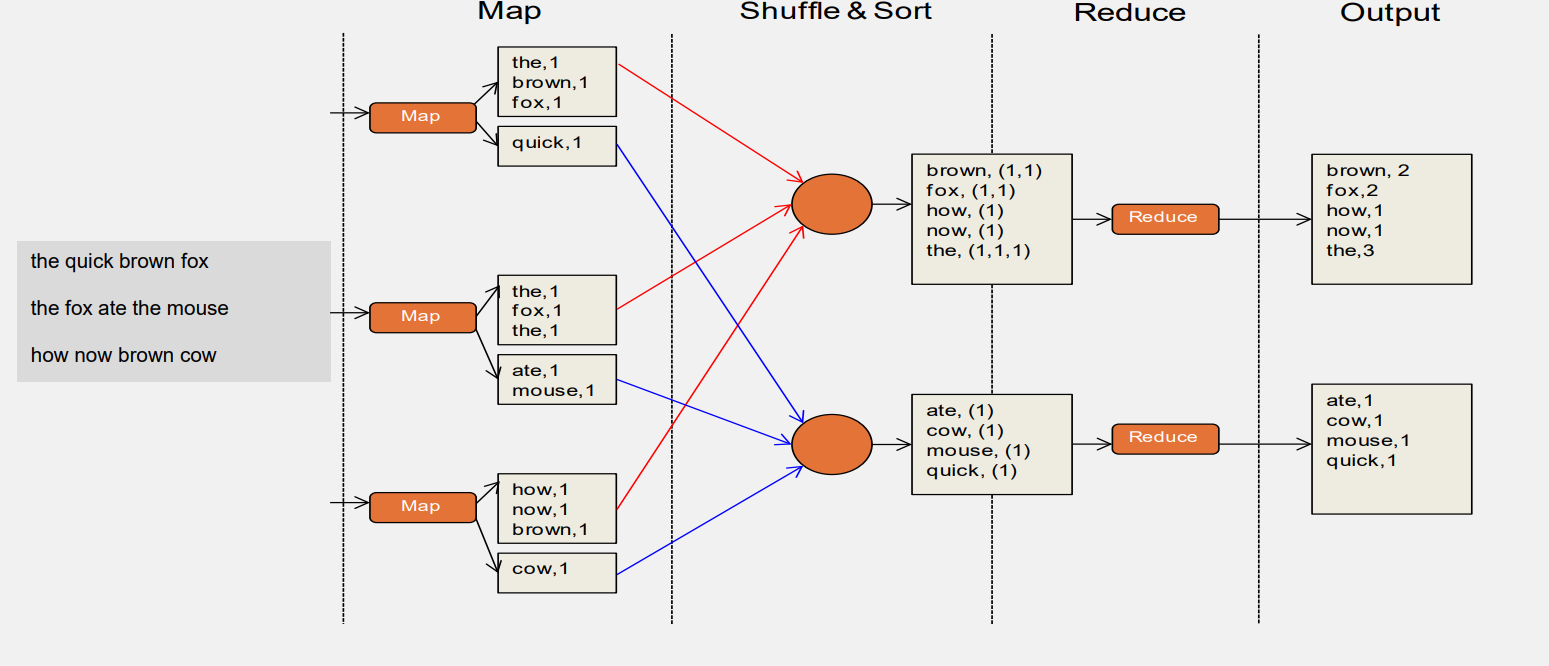 Map
Shuffle & Sort
Reduce
Output
the quick brown fox
the fox ate the mouse
how now brown cow
Map
the,1
brown,1
fox,1
quick,1
Map
the,1
fox,1
the,1
ate,1
mouse,1
Map
how,1
now,1
brown,1
cow,1
brown, (1,1)
fox, (1,1)
how, (1)
now, (1)
the, (1,1,1)
Reduce
brown, 2
fox,2
how,1
now,1
the,3
ate, (1)
cow, (1)
mouse, (1)
quick, (1)
Reduce
ate,1
cow,1
mouse,1
quick,1